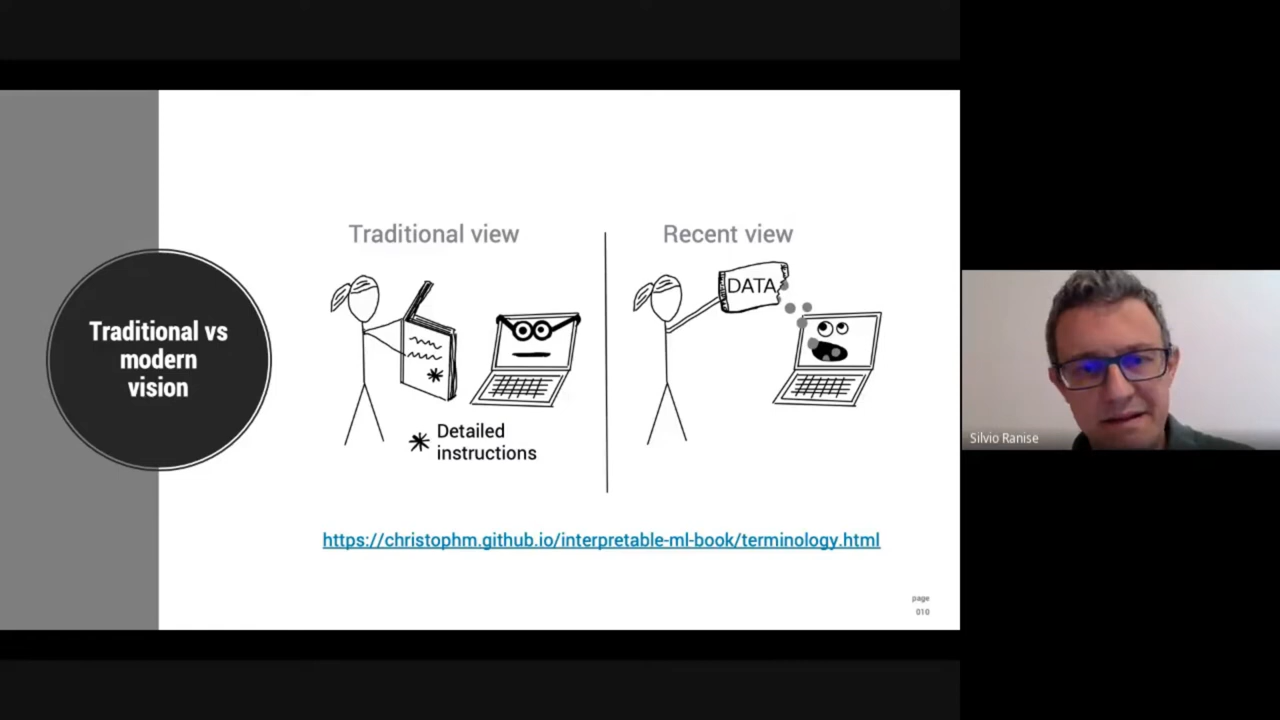 Traditional vs
modern
vision
Traditional view
Recent view
DATA
Detailed
instructions
https://christophm.github.io/interpretable-ml-book/terminology.html
page
010
Silvio Ranise